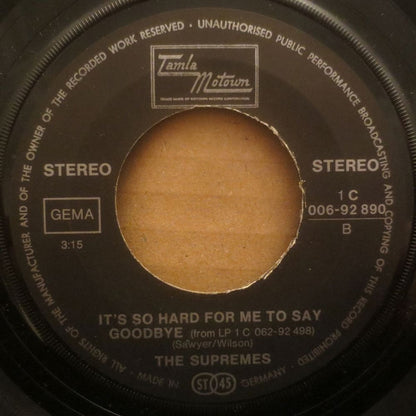 ALL RIGHTS OF THE MANUFACTURER AND OF THE OWNER OF THE RECORDED WORK RESERVED · UNAUTHORISED PUBLIC PERFORMANCE BROADCASTING AND COPYING OF THIS RECORD PROHIBITED ·
Tamla
Motown
TRADE MARK OF MOTOWN RECORD CORPORATION
STEREO
STEREO
GEMA
3:15
1 C
006-92 890
B
IT'S SO HARD FOR ME TO SAY
GOODBYE (from LP 1 C 062-92 498)
(Sawyer/Wilson)
THE SUPREMES
MADE IN GERMANY
ST 45